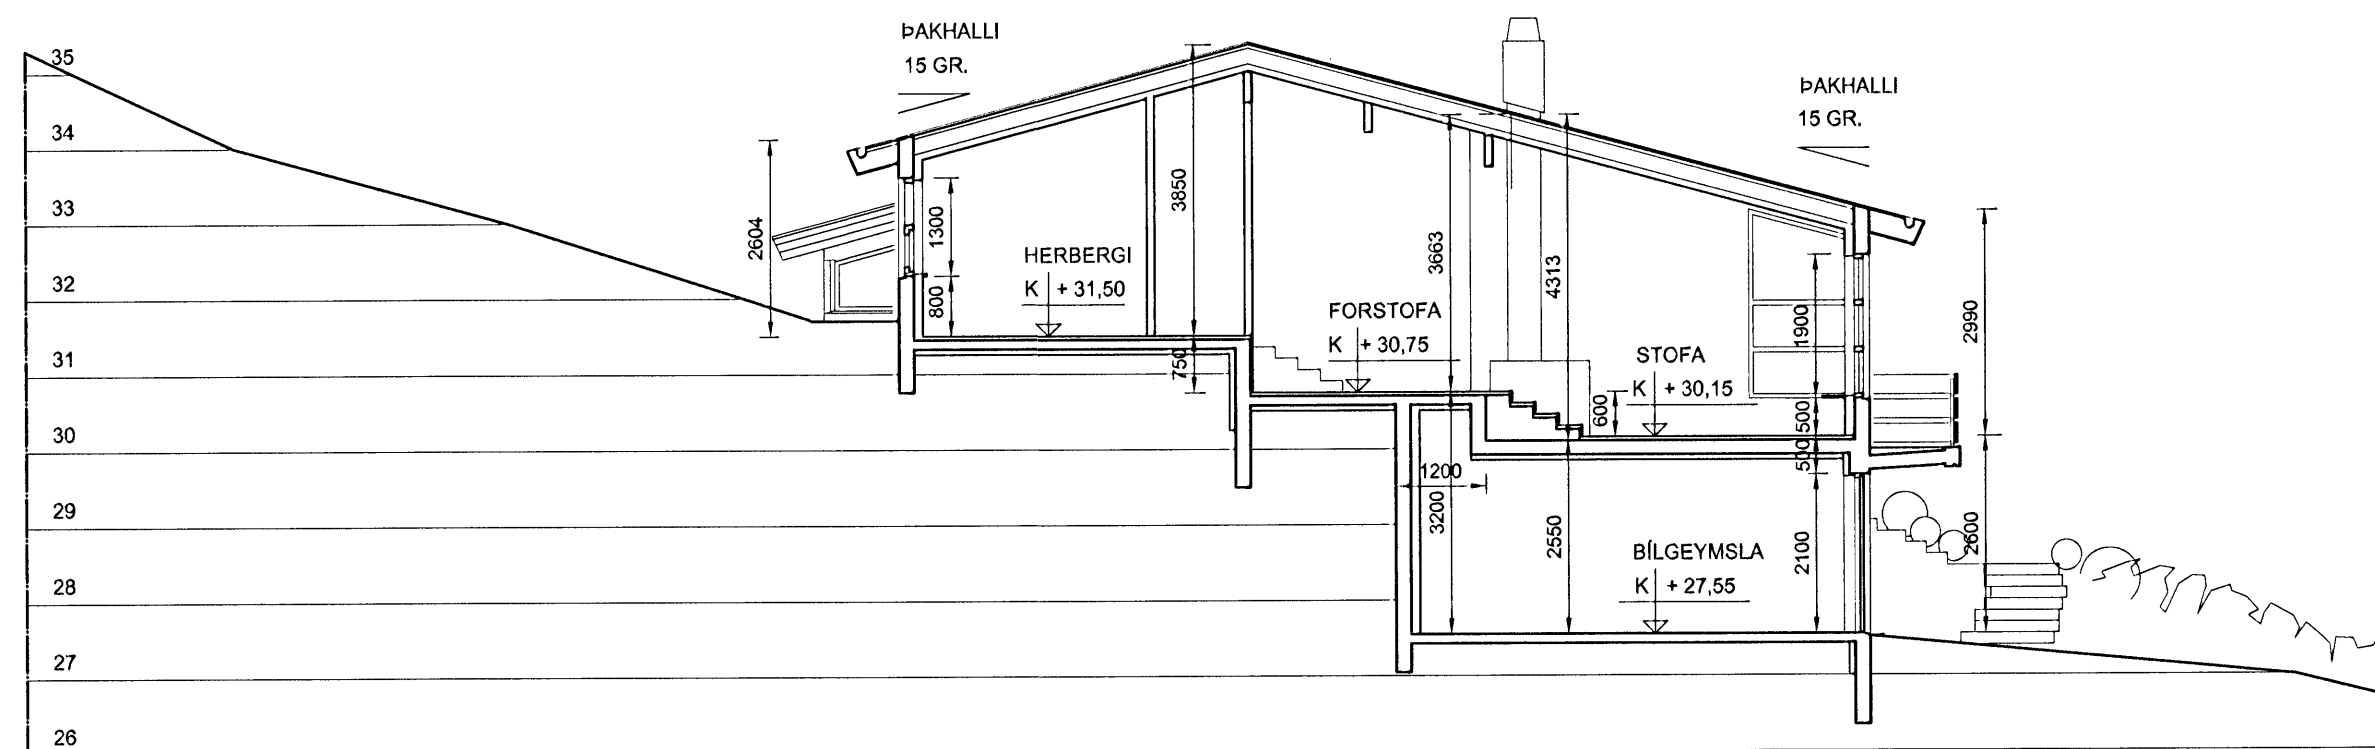 ÞAKHALLI
15 GR.
ÞAKHALLI
15 GR.
35
34
33
32
31
30
29
28
27
26
2604
1300
800
HERBERGI
K + 31,50
3850
750
FORSTOFA
K + 30,75
3663
4313
STOFA
K + 30,15
600
1900
500
500
2990
1200
3200
2550
BÍLGEYMSLA
K + 27,55
2100
2600